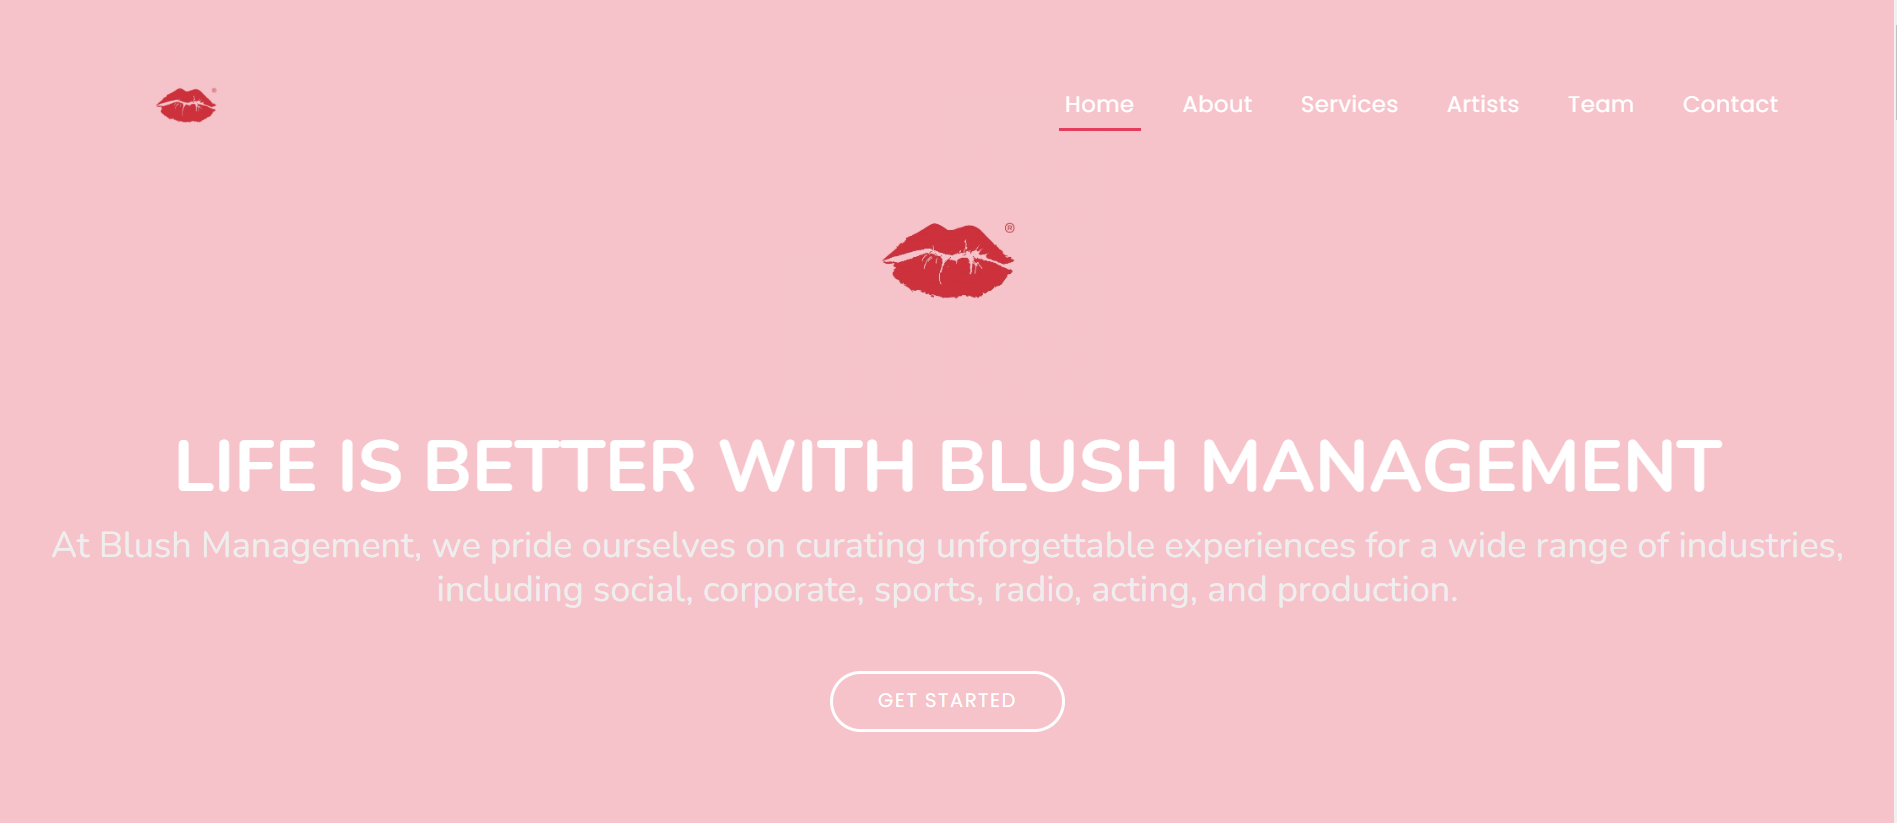 Home About Services Artists Team Contact
®
LIFE IS BETTER WITH BLUSH MANAGEMENT
At Blush Management, we pride ourselves on curating unforgettable experiences for a wide range of industries,
including social, corporate, sports, radio, acting, and production.
GET STARTED